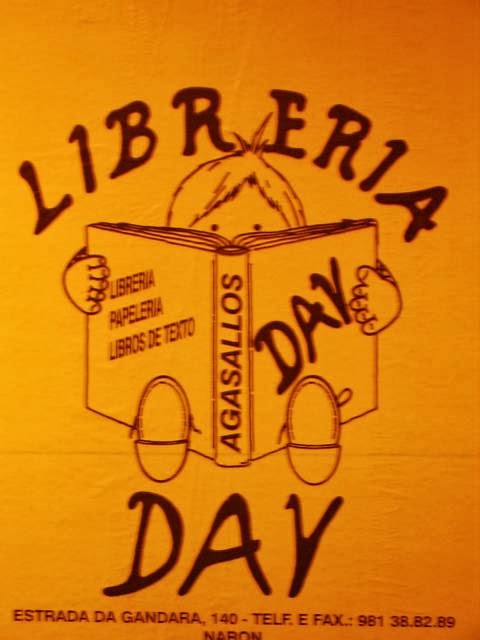 LIBRERIA
LIBRERIA
PAPELERIA
LIBROS DE TEXTO
AGASALLOS
DAY
DAY
ESTRADA DA GANDARA, 140 - TELF. E FAX.: 981 38.82.89
NARON